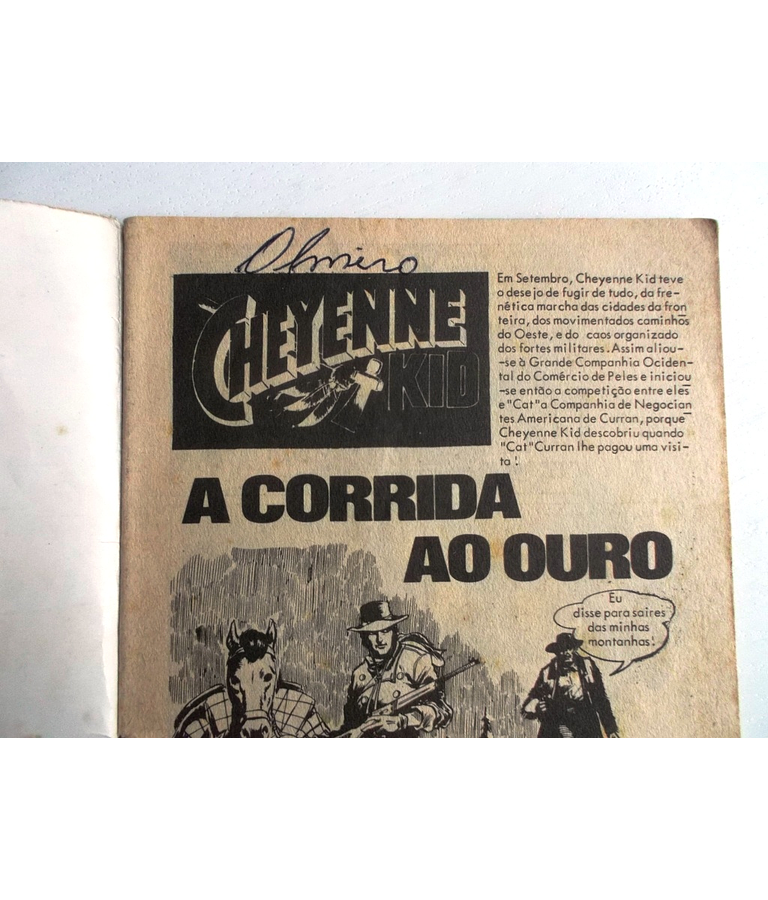 Olmiro
CHEYENNE
KID
Em Setembro, Cheyenne Kid teve
o desejo de fugir de tudo, da fre-
nética marcha das cidades da fron
teira, dos movimentados caminhos
do Oeste, e do caos organizado
dos fortes militares. Assim aliou-
-se à Grande Companhia Ociden-
tal do Comércio de Peles e iniciou
-se então a competição entre eles
e "Cat"a Companhia de Negocian
tes Americana de Curran, porque
Cheyenne Kid descobriu quando
"Cat"Curran lhe pagou uma visi-
ta !
A CORRIDA
AO OURO
Eu
disse para saires
das minhas
montanhas!